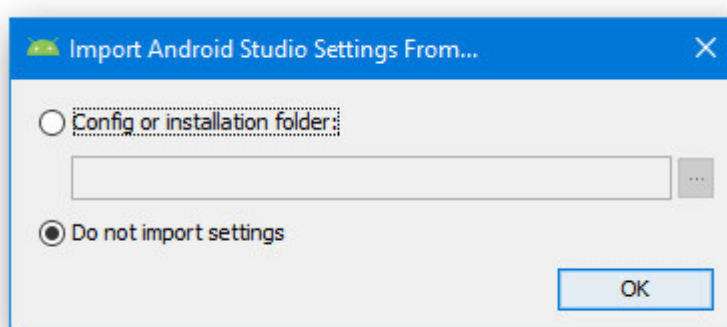 Import Android Studio Settings From...
Config or installation folder:
...
Do not import settings
OK